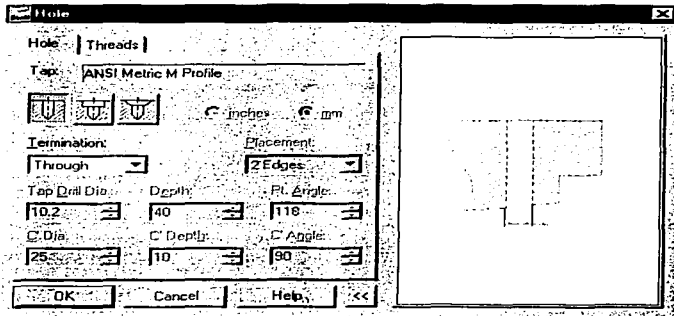 Hole
Hole Threads
Tap: ANSI Metric M Profile
inches mm
Termination: Placement:
Through 2 Edges
Tap Drill Dia: Depth: Pt. Angle:
10.2 40 118
C' Dia: C' Depth: C' Angle:
25 10 90
OK Cancel Help <<